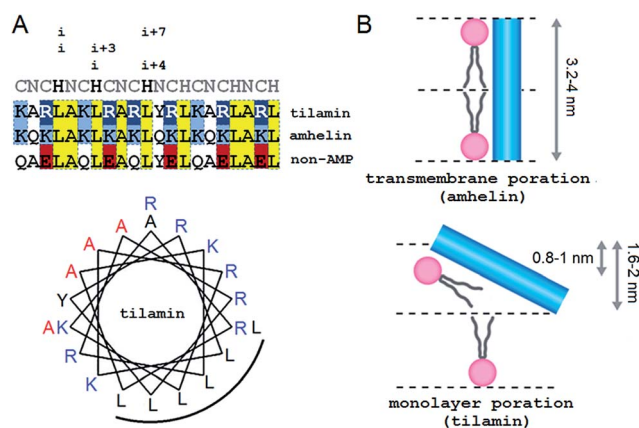 A
i i+7
i i+3
i i+4
CNCHNCHCNCHNCHCNCHNCH
KARLAKLRARLYRLKARLARL tilamin
KQKLAKLKAKLQKLKQKLAKL amhelin
QAELAQLEAQLYELQAELAEL non-AMP
R
A A R
A K
A R
Y R
tilamin
A K R L
R L
K L
L L L
B
3.2-4 nm
transmembrane poration
(amhelin)
0.8-1 nm
1.6-2 nm
monolayer poration
(tilamin)